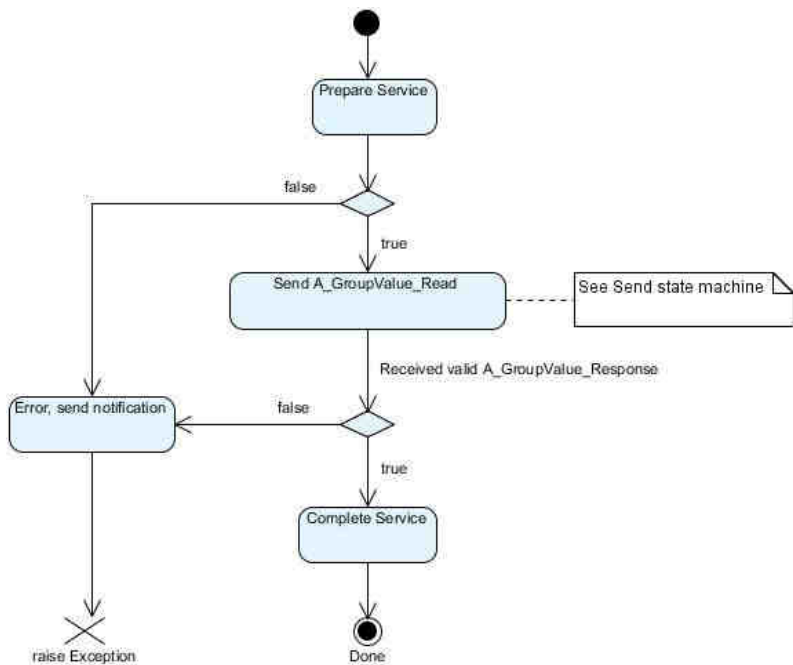 Prepare Service
false
true
Send A_GroupValue_Read
See Send state machine
Received valid A_GroupValue_Response
Error, send notification
false
true
Complete Service
raise Exception
Done